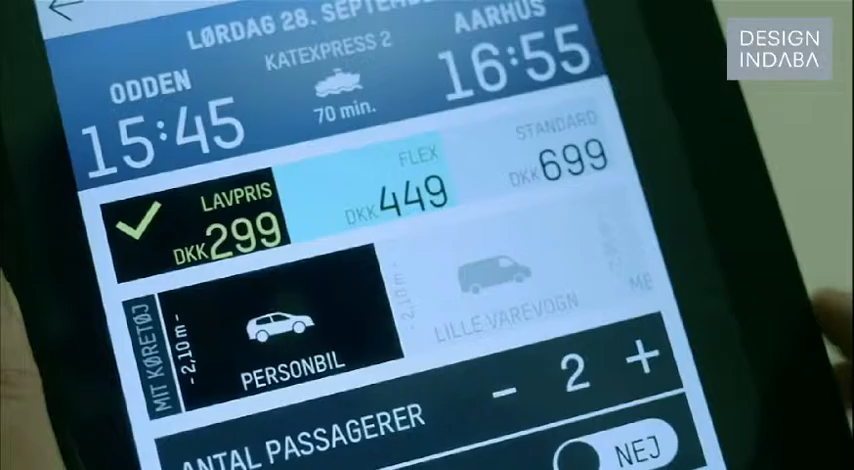 LØRDAG 28. SEPTEMBE
DESIGN
INDABA
ODDEN
KATEXPRESS 2
AARHUS
15:45
70 min.
16:55
LAVPRIS
FLEX
STANDARD
DKK 299
DKK 449
DKK 699
MIT KØRETØJ
- 2,10 m -
PERSONBIL
- 2,10 m -
LILLE VAREVOGN
ME
ANTAL PASSAGERER
- 2 +
NEJ